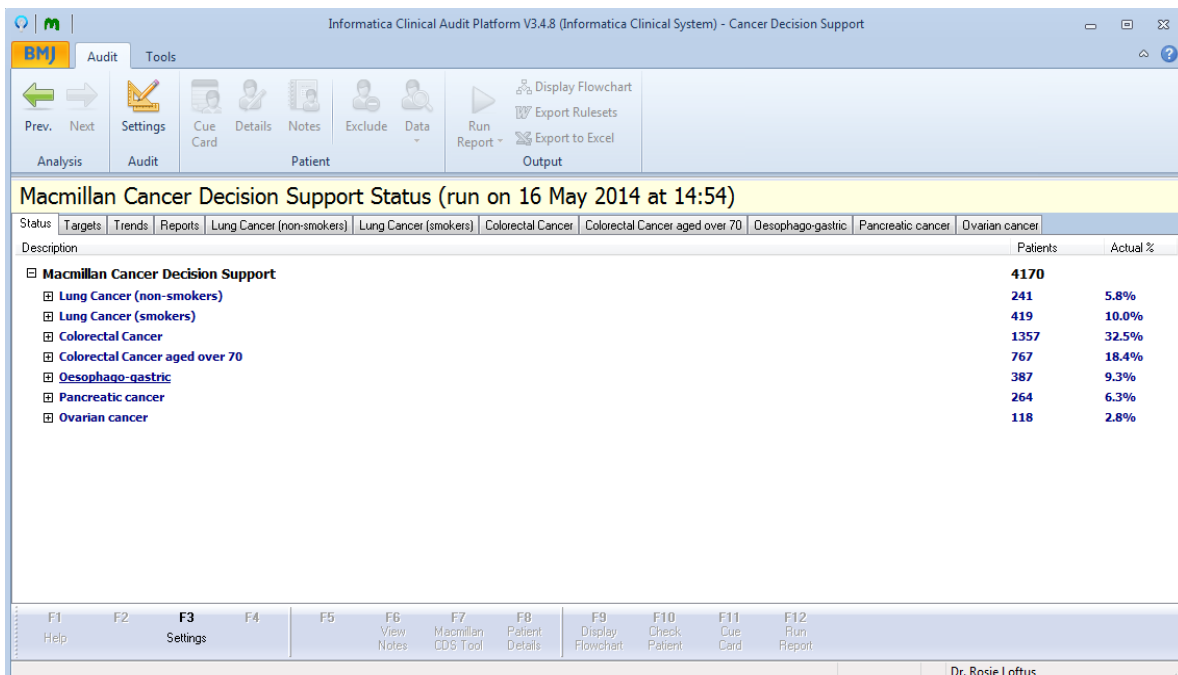 Informatica Clinical Audit Platform V3.4.8 (Informatica Clinical System) - Cancer Decision Support
BMJ Audit Tools
Display Flowchart
Export Rulesets
Export to Excel
Prev. Next Settings Cue Card Details Notes Exclude Data Run Report
Analysis Audit Patient Output
Macmillan Cancer Decision Support Status (run on 16 May 2014 at 14:54)
Status Targets Trends Reports Lung Cancer (non-smokers) Lung Cancer (smokers) Colorectal Cancer Colorectal Cancer aged over 70 Oesophago-gastric Pancreatic cancer Ovarian cancer
Description Patients Actual %
Macmillan Cancer Decision Support 4170
Lung Cancer (non-smokers) 241 5.8%
Lung Cancer (smokers) 419 10.0%
Colorectal Cancer 1357 32.5%
Colorectal Cancer aged over 70 767 18.4%
Oesophago-gastric 387 9.3%
Pancreatic cancer 264 6.3%
Ovarian cancer 118 2.8%
F1 F2 F3 F4 F5 F6 F7 F8 F9 F10 F11 F12
Help Settings View Notes Macmillan CDS Tool Patient Details Display Flowchart Check Patient Cue Card Run Report
Dr. Rosie Loftus